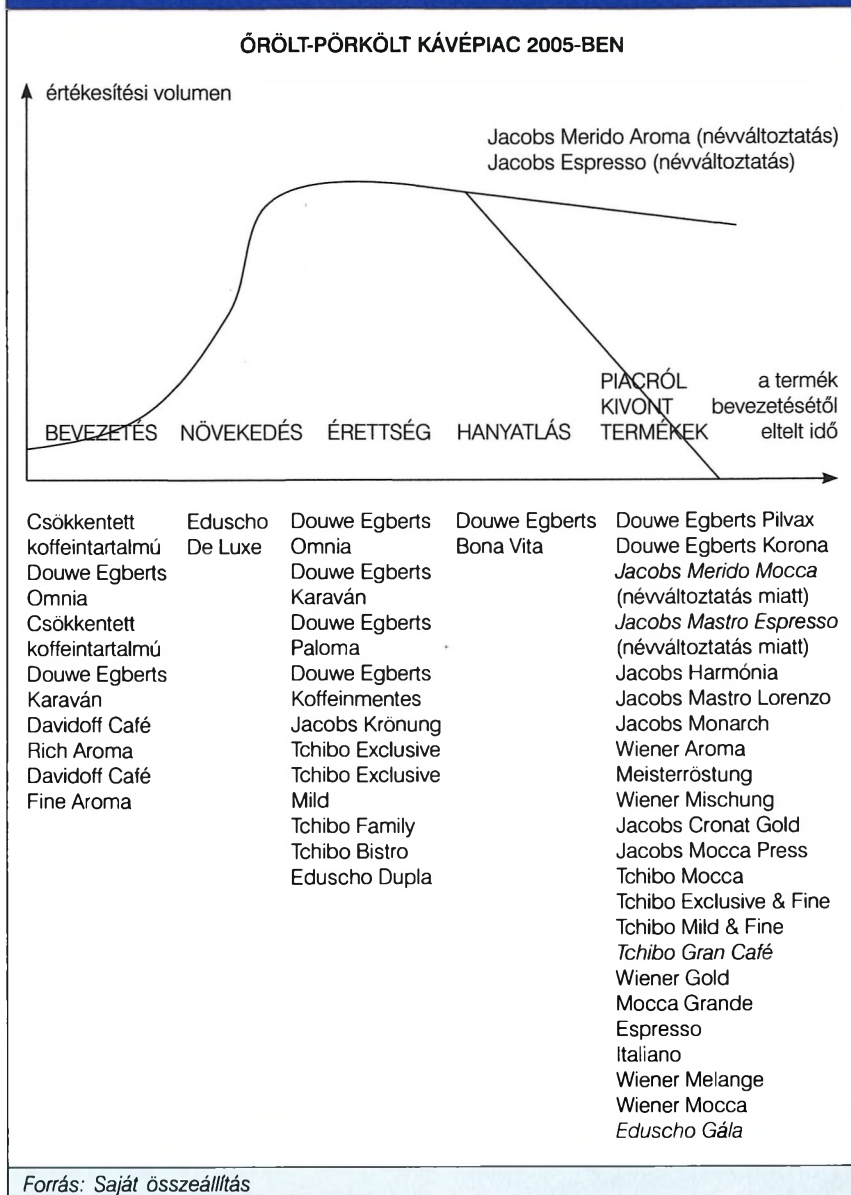 ŐRÖLT-PÖRKÖLT KÁVÉPIAC 2005-BEN
értékesítési volumen
Jacobs Merido Aroma (névváltoztatás)
Jacobs Espresso (névváltoztatás)
BEVEZETÉS
NÖVEKEDÉS
ÉRETTSÉG
HANYATLÁS
PIACRÓL
KIVONT
TERMÉKEK
a termék
bevezetésétől
eltelt idő
Csökkentett
koffeintartalmú
Douwe Egberts
Omnia
Csökkentett
koffeintartalmú
Douwe Egberts
Karaván
Davidoff Café
Rich Aroma
Davidoff Café
Fine Aroma
Eduscho
De Luxe
Douwe Egberts
Omnia
Douwe Egberts
Karaván
Douwe Egberts
Paloma
Douwe Egberts
Koffeinmentes
Jacobs Krönung
Tchibo Exclusive
Tchibo Exclusive
Mild
Tchibo Family
Tchibo Bistro
Eduscho Dupla
Douwe Egberts
Bona Vita
Douwe Egberts Pilvax
Douwe Egberts Korona
Jacobs Merido Mocca
(névváltoztatás miatt)
Jacobs Mastro Espresso
(névváltoztatás miatt)
Jacobs Harmónia
Jacobs Mastro Lorenzo
Jacobs Monarch
Wiener Aroma
Meisterröstung
Wiener Mischung
Jacobs Cronat Gold
Jacobs Mocca Press
Tchibo Mocca
Tchibo Exclusive & Fine
Tchibo Mild & Fine
Tchibo Gran Café
Wiener Gold
Mocca Grande
Espresso
Italiano
Wiener Melange
Wiener Mocca
Eduscho Gála
Forrás: Saját összeállítás